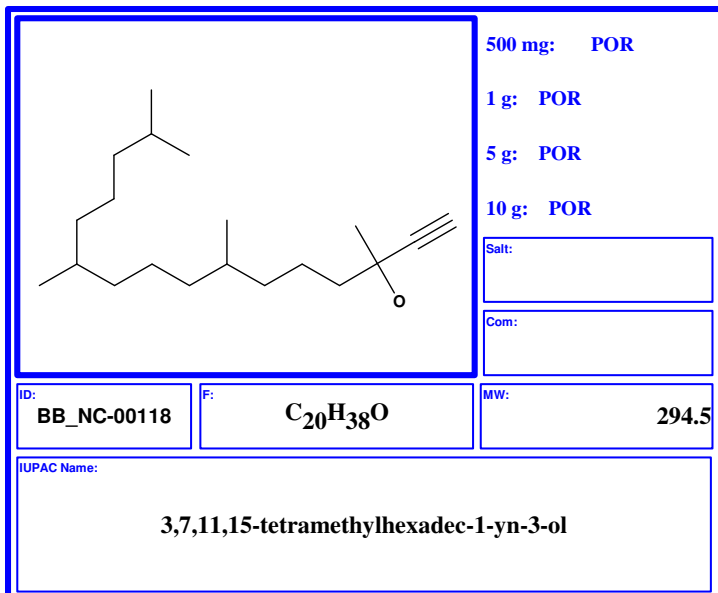 500 mg: POR
1 g: POR
5 g: POR
10 g: POR
O
Salt:
Com:
ID:
BB_NC-00118
F:
C20H38O
MW:
294.5
IUPAC Name:
3,7,11,15-tetramethylhexadec-1-yn-3-ol